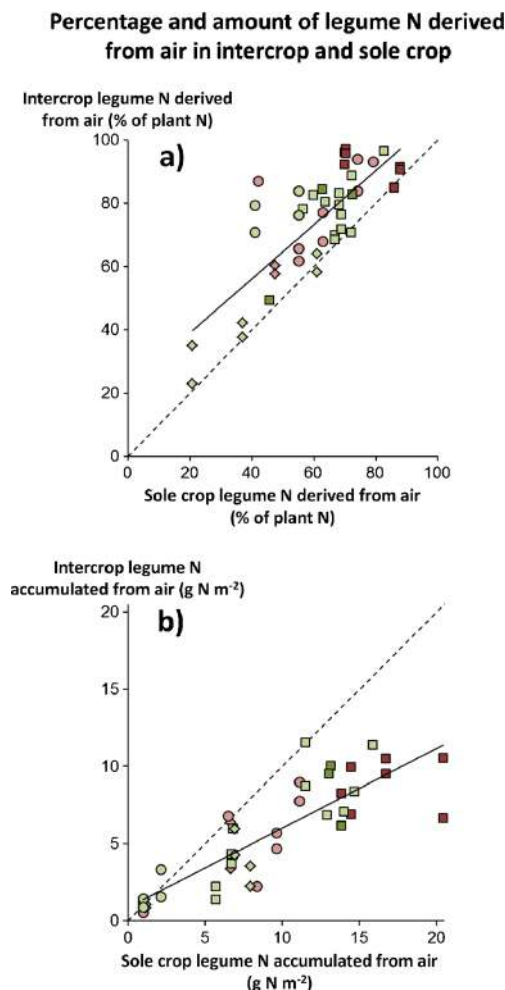 Percentage and amount of legume N derived
from air in intercrop and sole crop
Intercrop legume N derived
from air (% of plant N)
100
a)
80
60
40
20
0
0 20 40 60 80 100
Sole crop legume N derived from air
(% of plant N)
Intercrop legume N
accumulated from air (g N m⁻²)
20
b)
15
10
5
0
0 5 10 15 20
Sole crop legume N accumulated from air
(g N m⁻²)